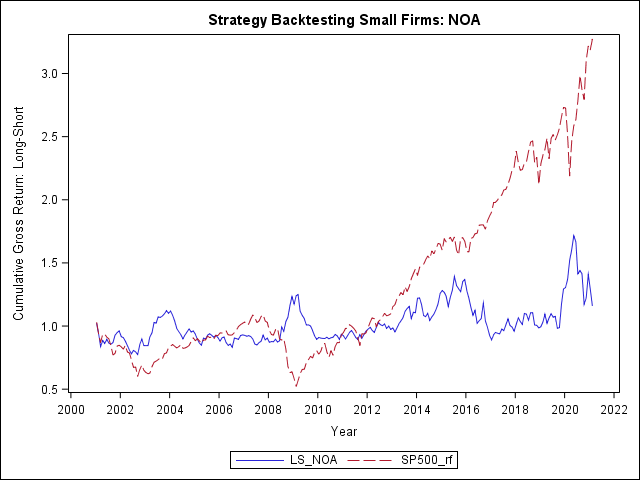 Strategy Backtesting Small Firms: NOA
Cumulative Gross Return: Long-Short
3.0
2.5
2.0
1.5
1.0
0.5
2000 2002 2004 2006 2008 2010 2012 2014 2016 2018 2020 2022
Year
LS_NOA SP500_rf